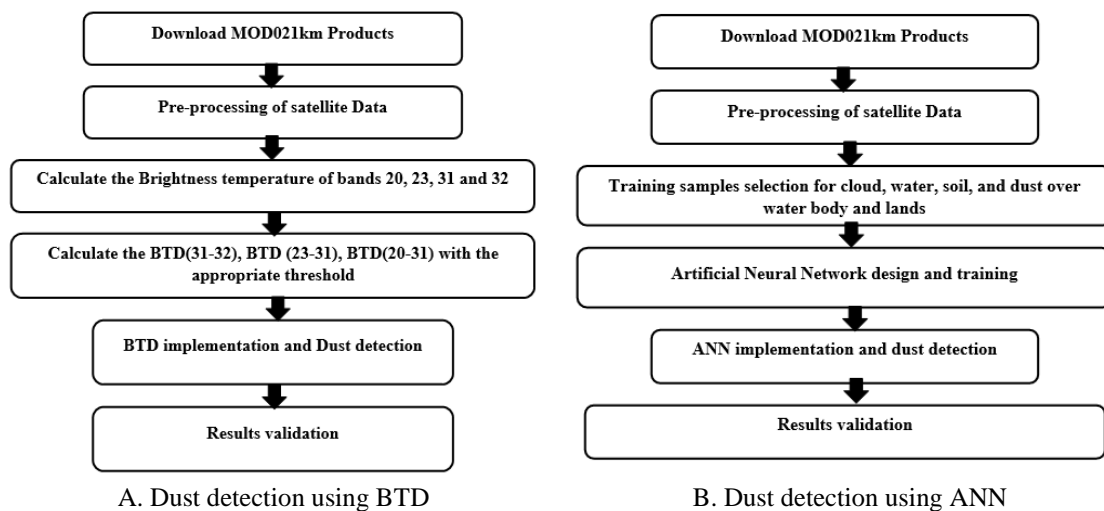 Download MOD021km Products
Pre-processing of satellite Data
Calculate the Brightness temperature of bands 20, 23, 31 and 32
Calculate the BTD(31-32), BTD (23-31), BTD(20-31) with the
appropriate threshold
BTD implementation and Dust detection
Results validation
A. Dust detection using BTD
Download MOD021km Products
Pre-processing of satellite Data
Training samples selection for cloud, water, soil, and dust over
water body and lands
Artificial Neural Network design and training
ANN implementation and dust detection
Results validation
B. Dust detection using ANN